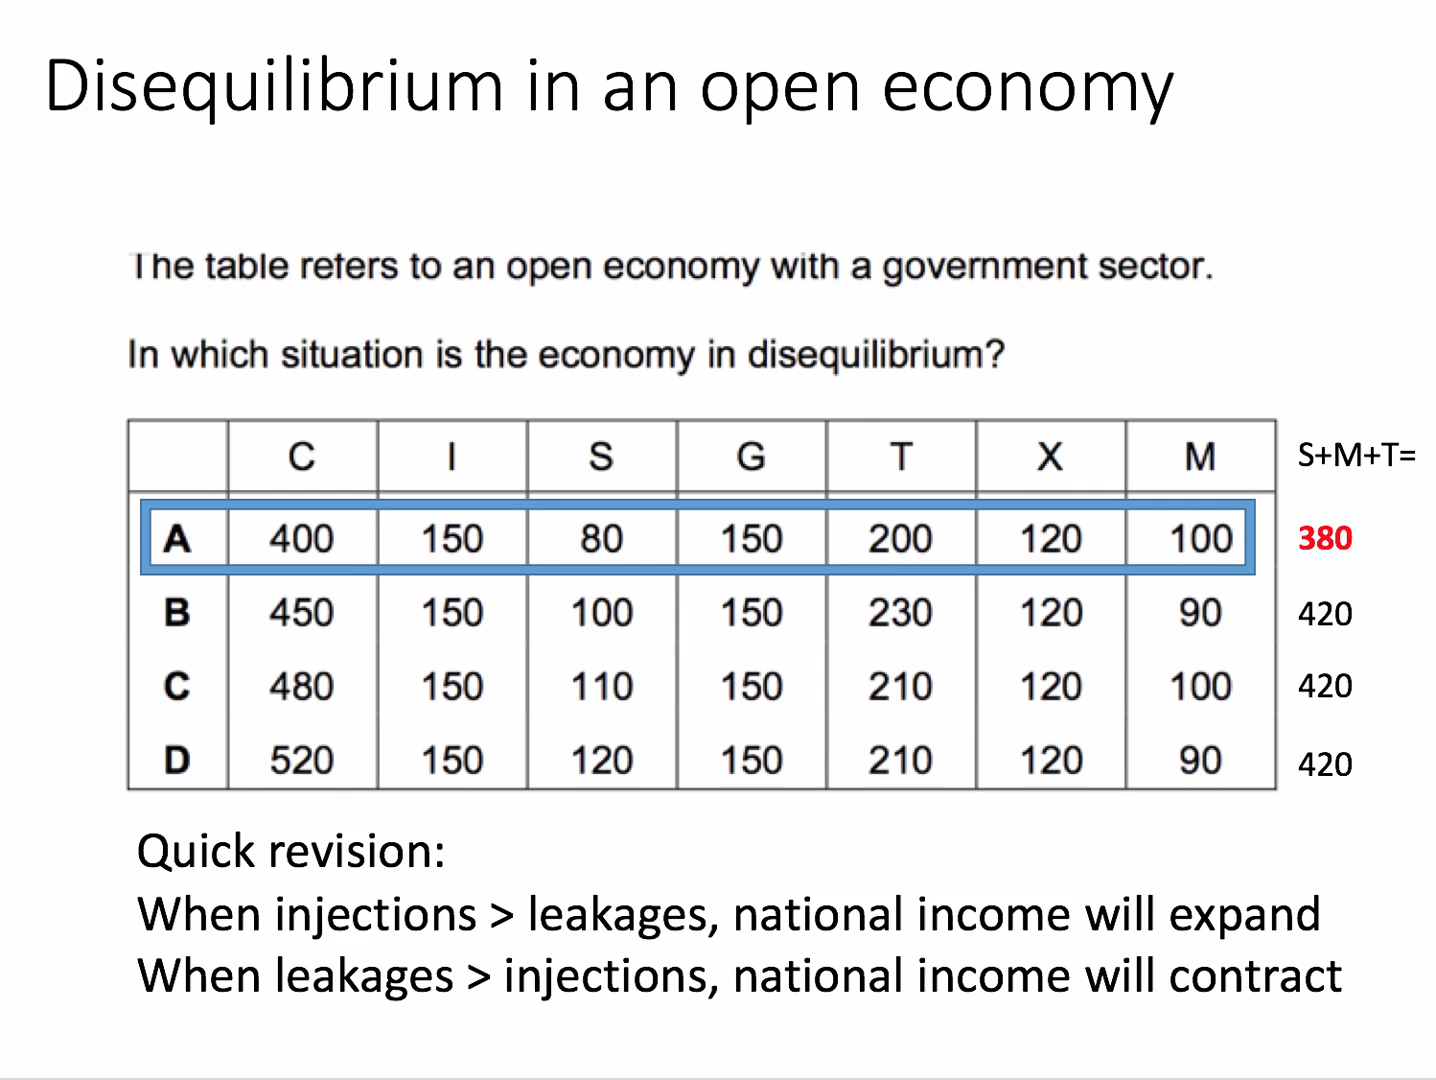 Disequilibrium in an open economy
The table refers to an open economy with a government sector.
In which situation is the economy in disequilibrium?
C I S G T X M S+M+T=
A 400 150 80 150 200 120 100 380
B 450 150 100 150 230 120 90 420
C 480 150 110 150 210 120 100 420
D 520 150 120 150 210 120 90 420
Quick revision:
When injections > leakages, national income will expand
When leakages > injections, national income will contract